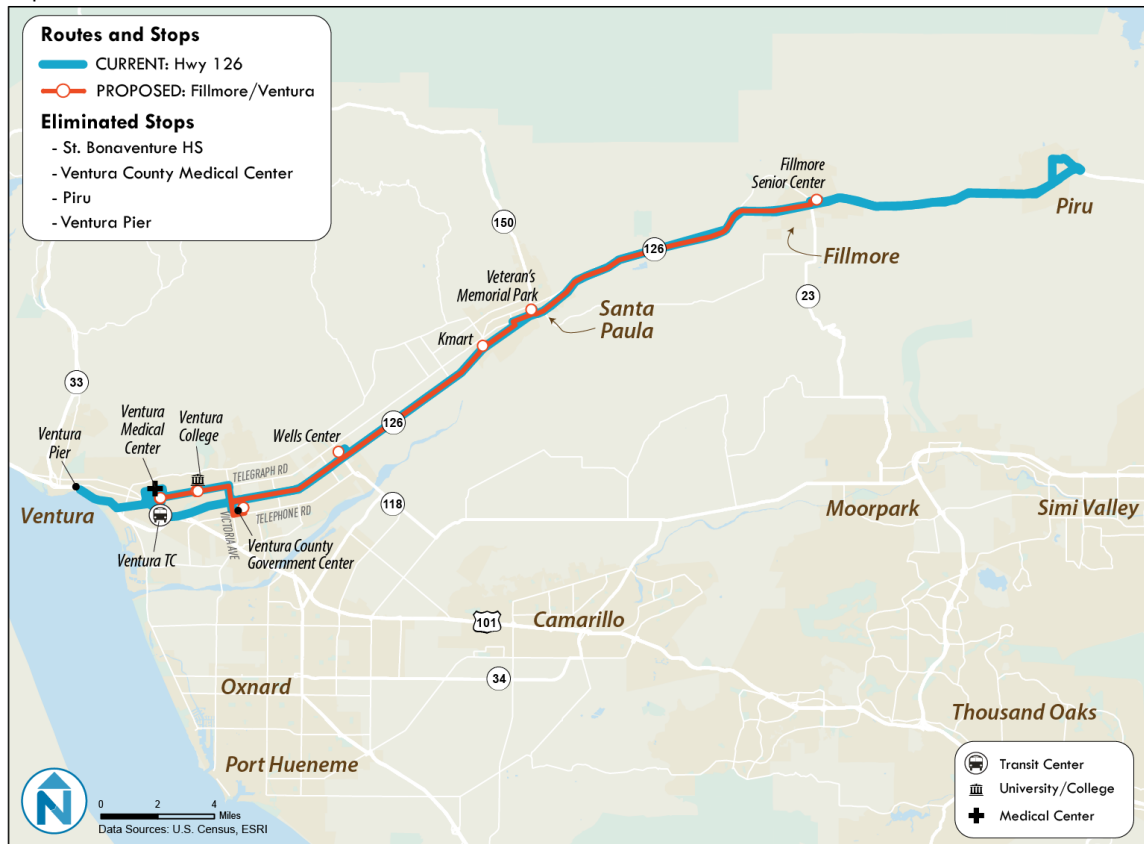 Routes and Stops
CURRENT: Hwy 126
PROPOSED: Fillmore/Ventura
Eliminated Stops
- St. Bonaventure HS
- Ventura County Medical Center
- Piru
- Ventura Pier
Fillmore
Senior Center
Piru
150
126
Fillmore
Veteran's
Memorial Park
23
Santa
Paula
Kmart
33
Ventura
Medical
Center
Ventura
College
126
Wells Center
Ventura
Pier
TELEGRAPH RD
118
Ventura
TELEPHONE RD
VICTORIA AVE
Moorpark
Simi Valley
Ventura TC
Ventura County
Government Center
101
Camarillo
34
Oxnard
Thousand Oaks
Port Hueneme
Transit Center
University/College
Medical Center
N
0 2 4
Miles
Data Sources: U.S. Census, ESRI